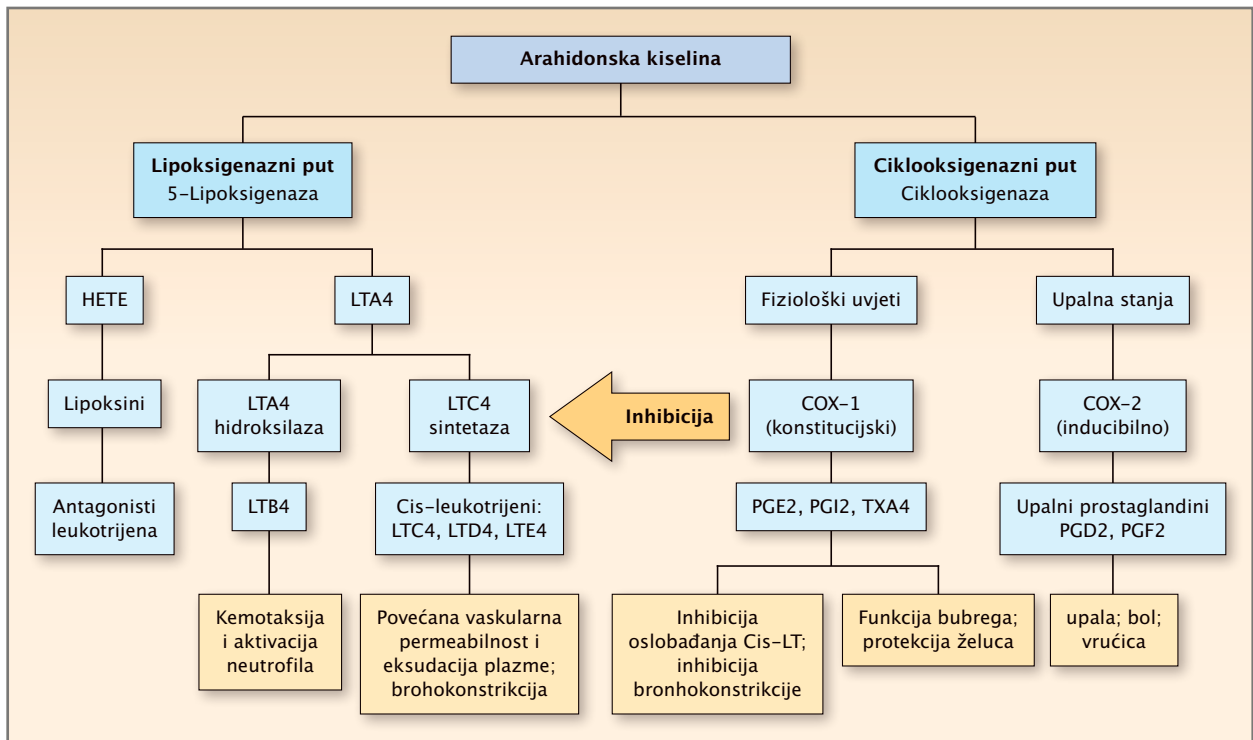 Arahidonska kiselina
Lipoksigenazni put
5-Lipoksigenaza
Ciklooksigenazni put
Ciklooksigenaza
HETE
LTA4
Fiziološki uvjeti
Upalna stanja
Lipoksini
LTA4
hidroksilaza
LTC4
sintetaza
Inhibicija
COX-1
(konstitucijski)
COX-2
(inducibilno)
Antagonisti
leukotrijena
LTB4
Cis-leukotrijeni:
LTC4, LTD4, LTE4
PGE2, PGI2, TXA4
Upalni prostaglandini
PGD2, PGF2
Kemotaksija
i aktivacija
neutrofila
Povećana vaskularna
permeabilnost i
eksudacija plazme;
brohokonstrikcija
Inhibicija
oslobađanja Cis-LT;
inhibicija
bronhokonstrikcije
Funkcija bubrega;
protekcija želuca
upala; bol;
vrućica